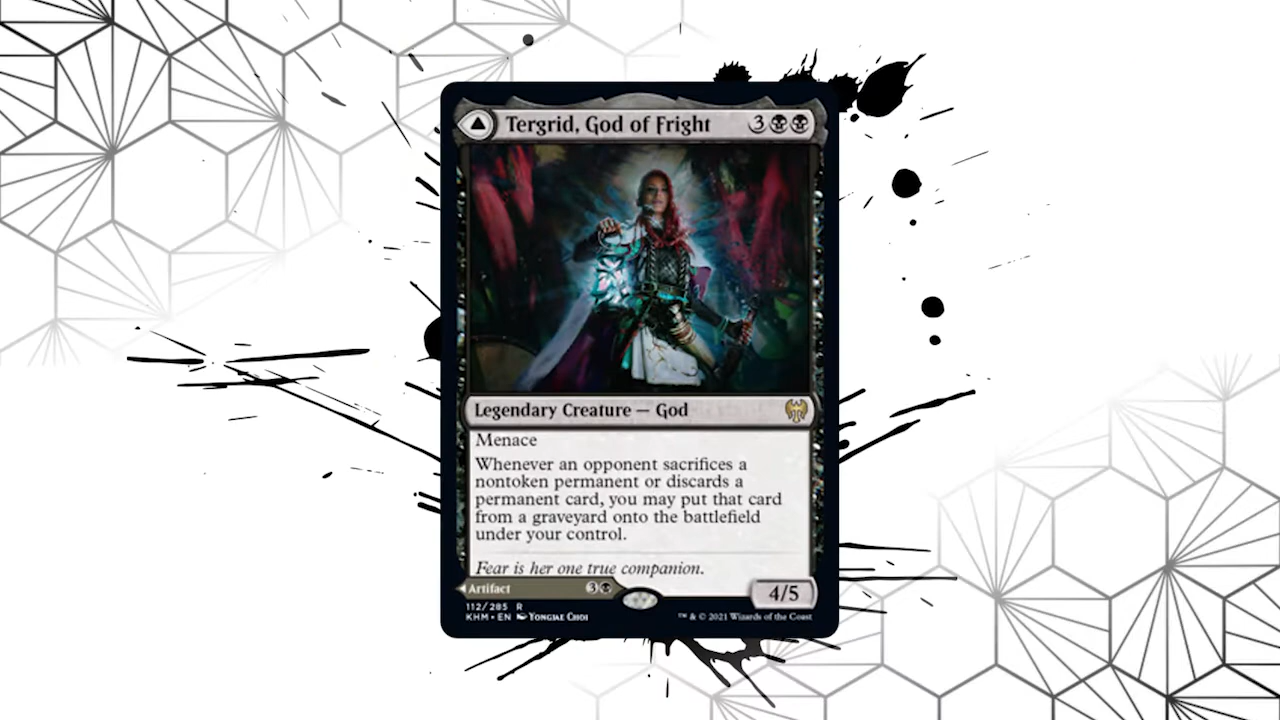 Tergrid, God of Fright 3
Legendary Creature — God
Menace
Whenever an opponent sacrifices a
nontoken permanent or discards a
permanent card, you may put that card
from a graveyard onto the battlefield
under your control.
Fear is her one true companion.
Artifact 3
4/5
112/285 R
KHM • EN Yongjae Choi
™ & © 2021 Wizards of the Coast